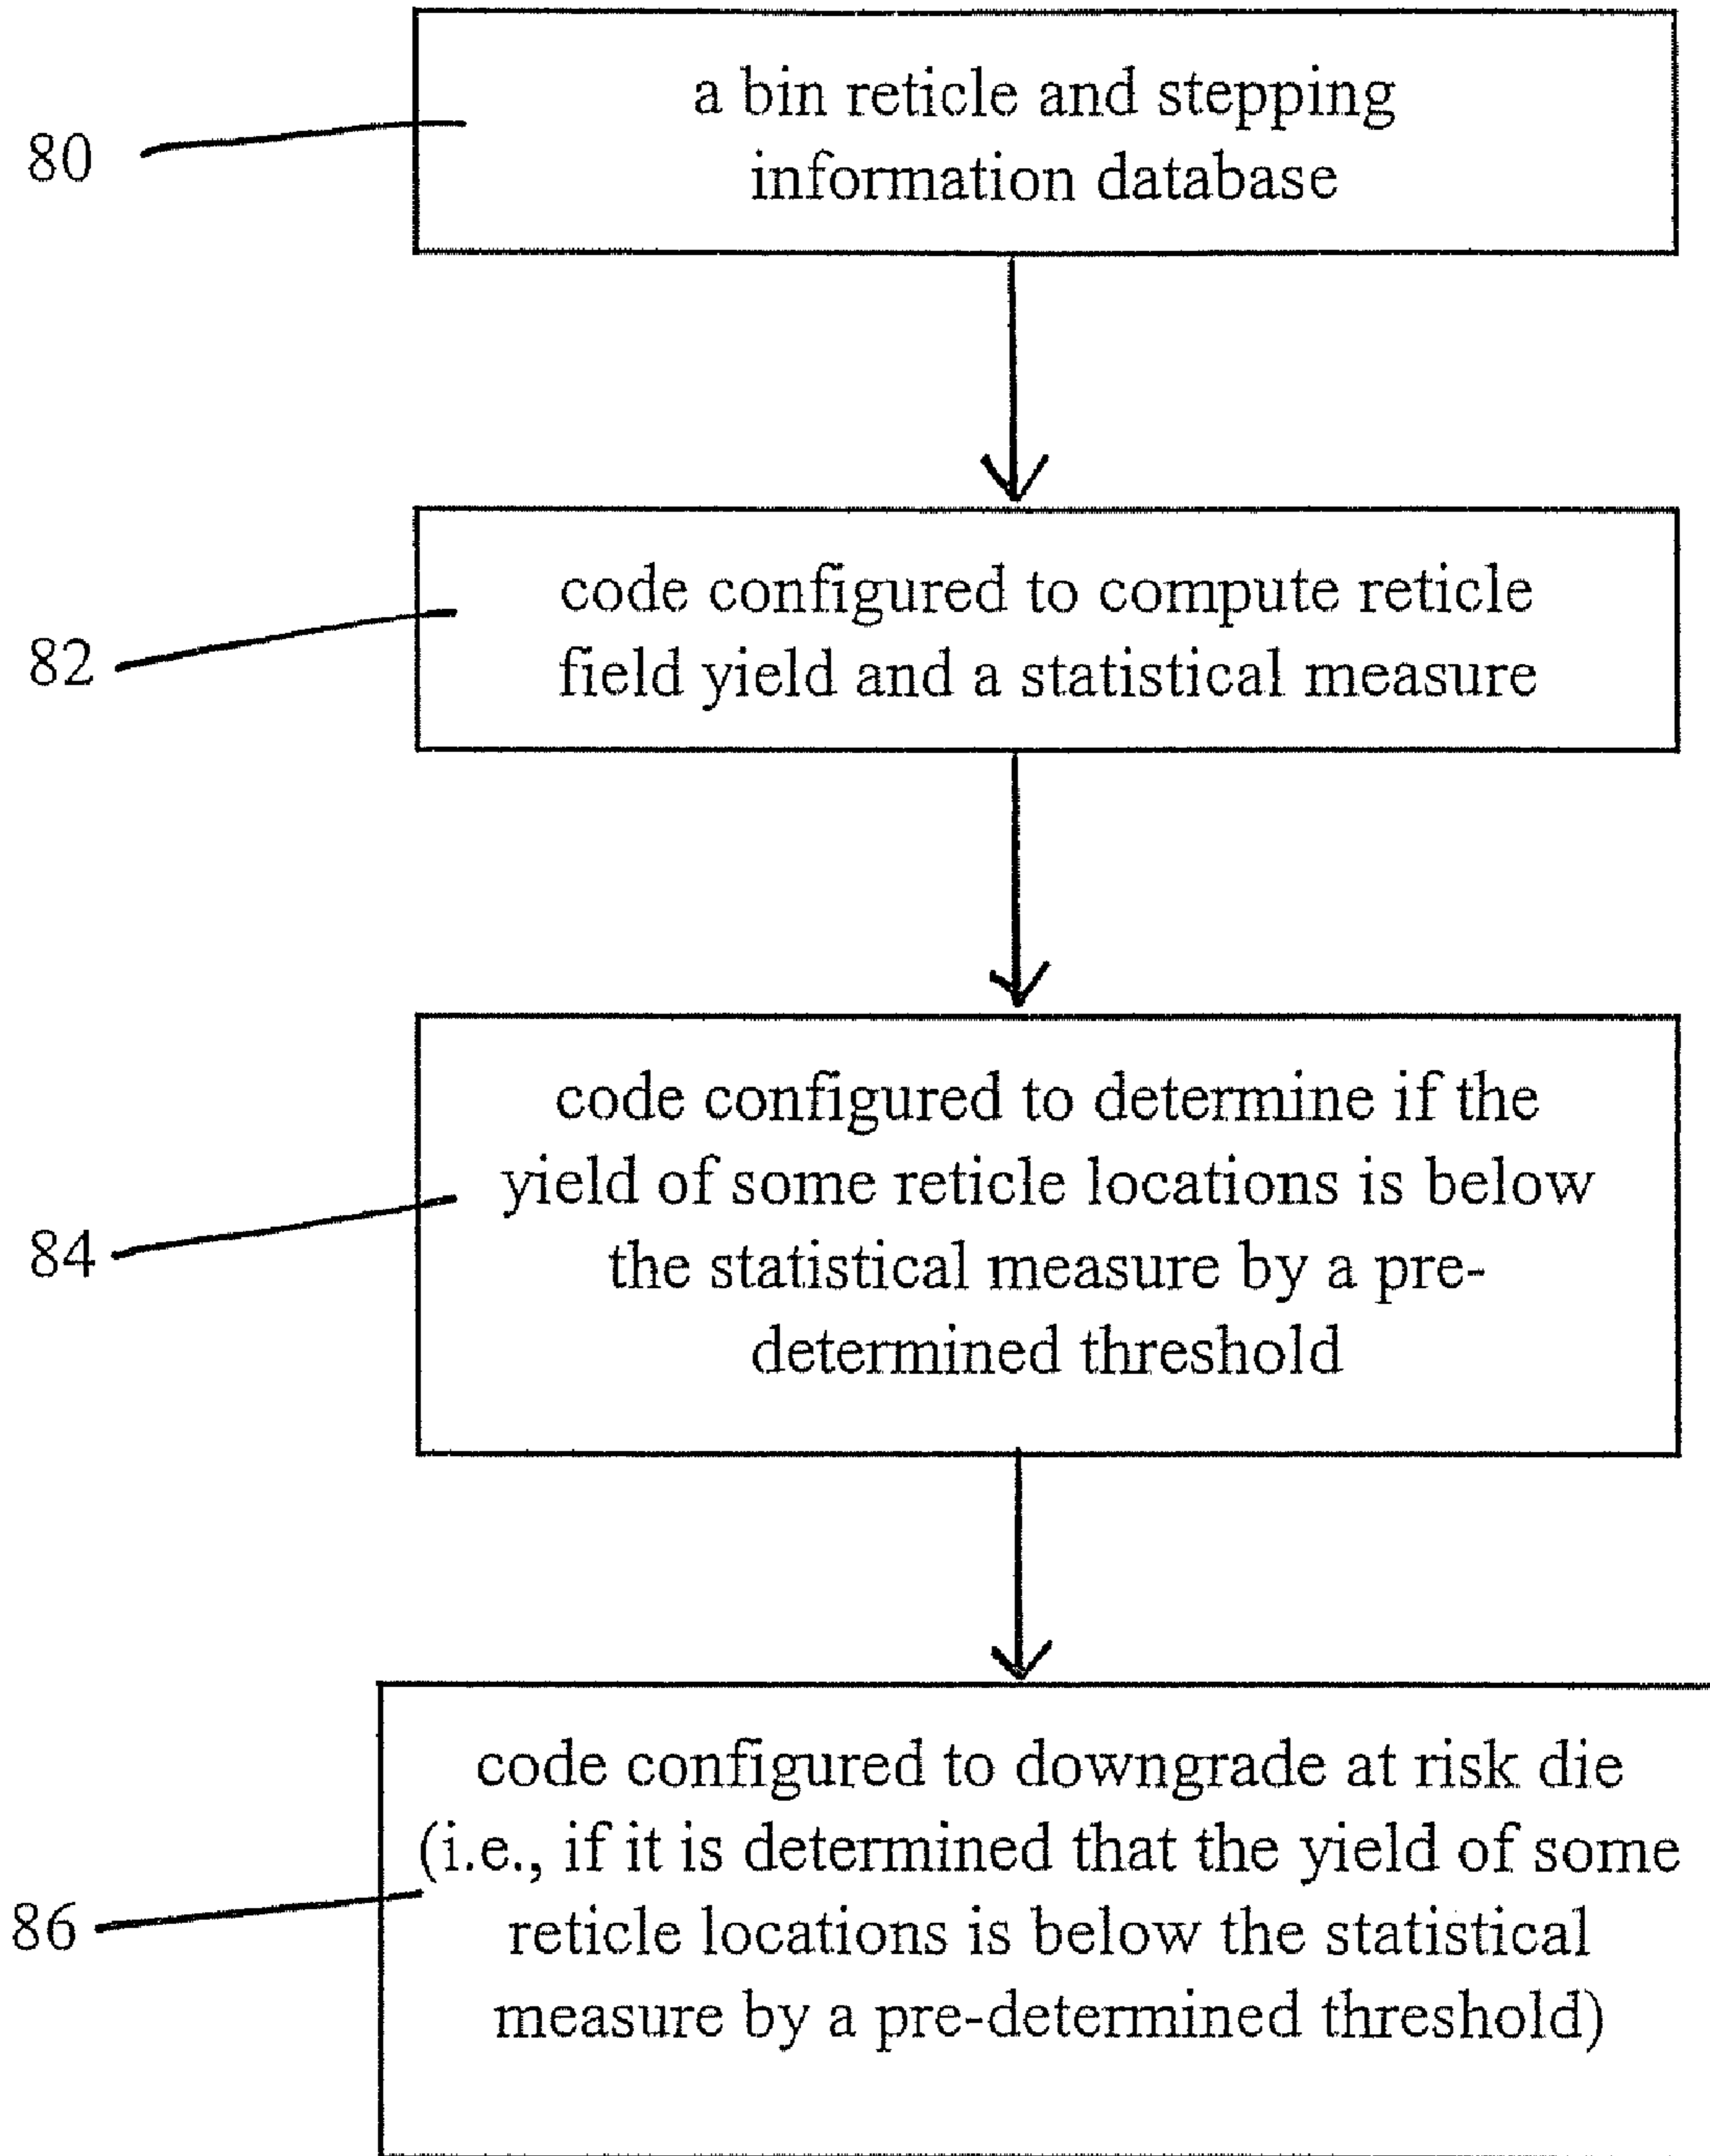 a bin reticle and stepping
information database
80
code configured to compute reticle
field yield and a statistical measure
82
code configured to determine if the
yield of some reticle locations is below
the statistical measure by a pre-
determined threshold
84
code configured to downgrade at risk die
(i.e., if it is determined that the yield of some
reticle locations is below the statistical
measure by a pre-determined threshold)
86